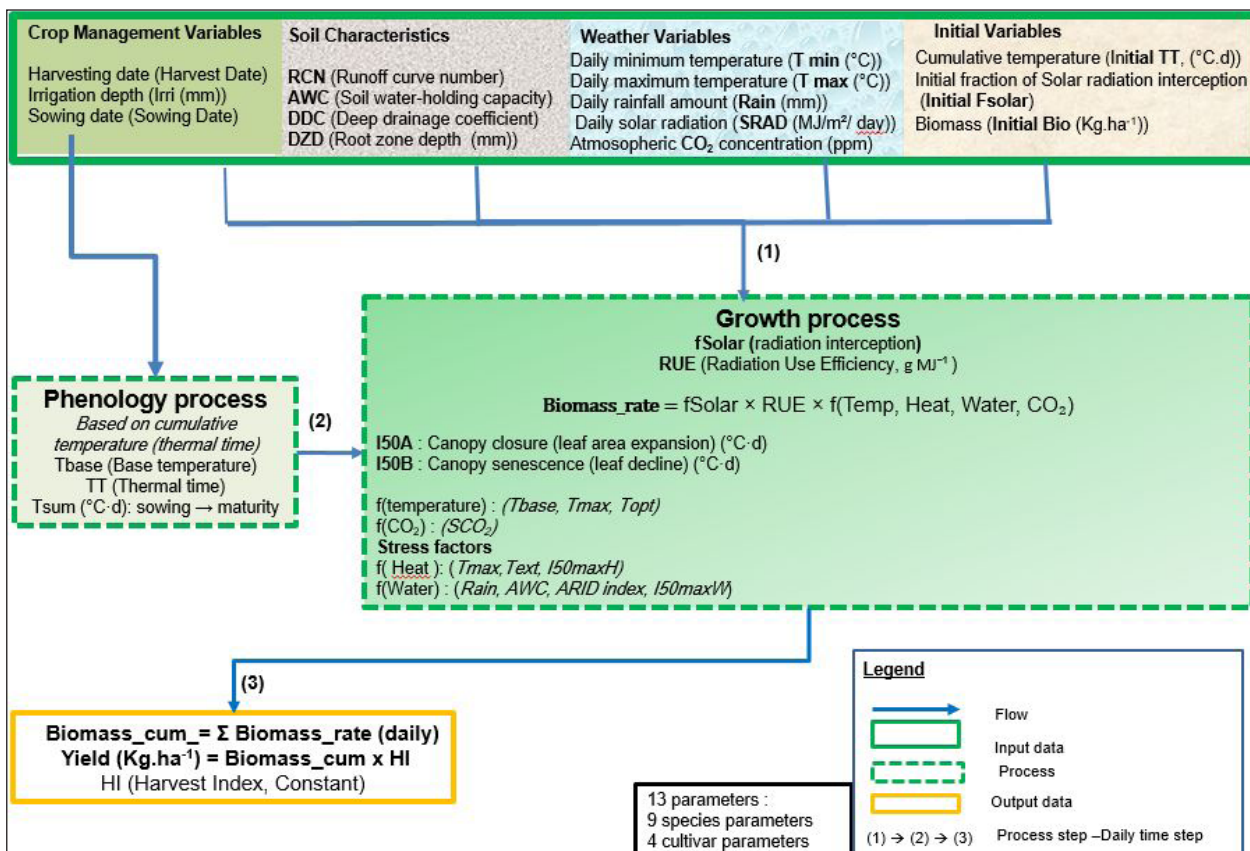 Crop Management Variables
Harvesting date (Harvest Date)
Irrigation depth (Irri (mm))
Sowing date (Sowing Date)
Soil Characteristics
RCN (Runoff curve number)
AWC (Soil water-holding capacity)
DDC (Deep drainage coefficient)
DZD (Root zone depth (mm))
Weather Variables
Daily minimum temperature (T min (°C))
Daily maximum temperature (T max (°C))
Daily rainfall amount (Rain (mm)
Daily solar radiation (SRAD (MJ/m²/ day))
Atmosporic CO₂ concentration (ppm)
Initial Variables
Cumulative temperature (Initial TT, (°C.d))
Initial fraction of Solar radiation interception
(Initial Fsolar)
Biomass (Initial Bio (Kg.ha⁻¹))
(1)
Growth process
fSolar (radiation interception)
RUE (Radiation Use Efficiency, g MJ⁻¹ )
Biomass_rate = fSolar × RUE × f(Temp, Heat, Water, CO₂)
I50A : Canopy closure (leaf area expansion) (°C·d)
I50B : Canopy senescence (leaf decline) (°C·d)
f(temperature) : (Tbase, Tmax, Topt)
f(CO₂) : (SCO₂)
Stress factors
f( Heat ): (Tmax,Text, I50maxH)
f(Water) : (Rain, AWC, ARID index, I50maxW)
Phenology process
Based on cumulative
temperature (thermal time)
Tbase (Base temperature)
TT (Thermal time)
Tsum (°C·d): sowing → maturity
(2)
(3)
Biomass_cum_= Σ Biomass_rate (daily)
Yield (Kg.ha⁻¹) = Biomass_cum x HI
HI (Harvest Index, Constant)
13 parameters :
9 species parameters
4 cultivar parameters
Legend
Flow
Input data
Process
Output data
(1) → (2) → (3) Process step –Daily time step